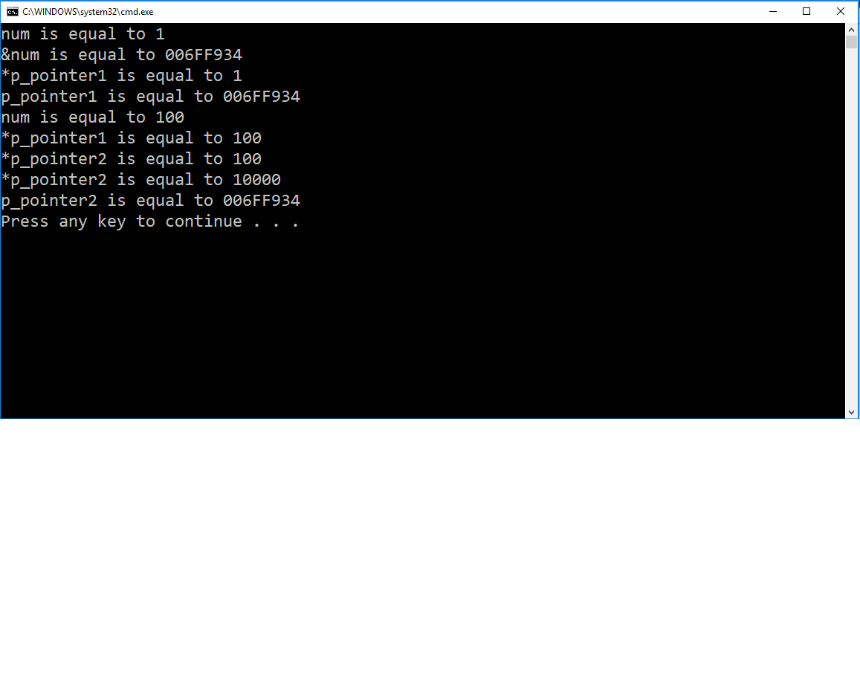 C:\WINDOWS\system32\cmd.exe
num is equal to 1
&num is equal to 006FF934
*p_pointer1 is equal to 1
p_pointer1 is equal to 006FF934
num is equal to 100
*p_pointer1 is equal to 100
*p_pointer2 is equal to 100
*p_pointer2 is equal to 10000
p_pointer2 is equal to 006FF934
Press any key to continue . . .